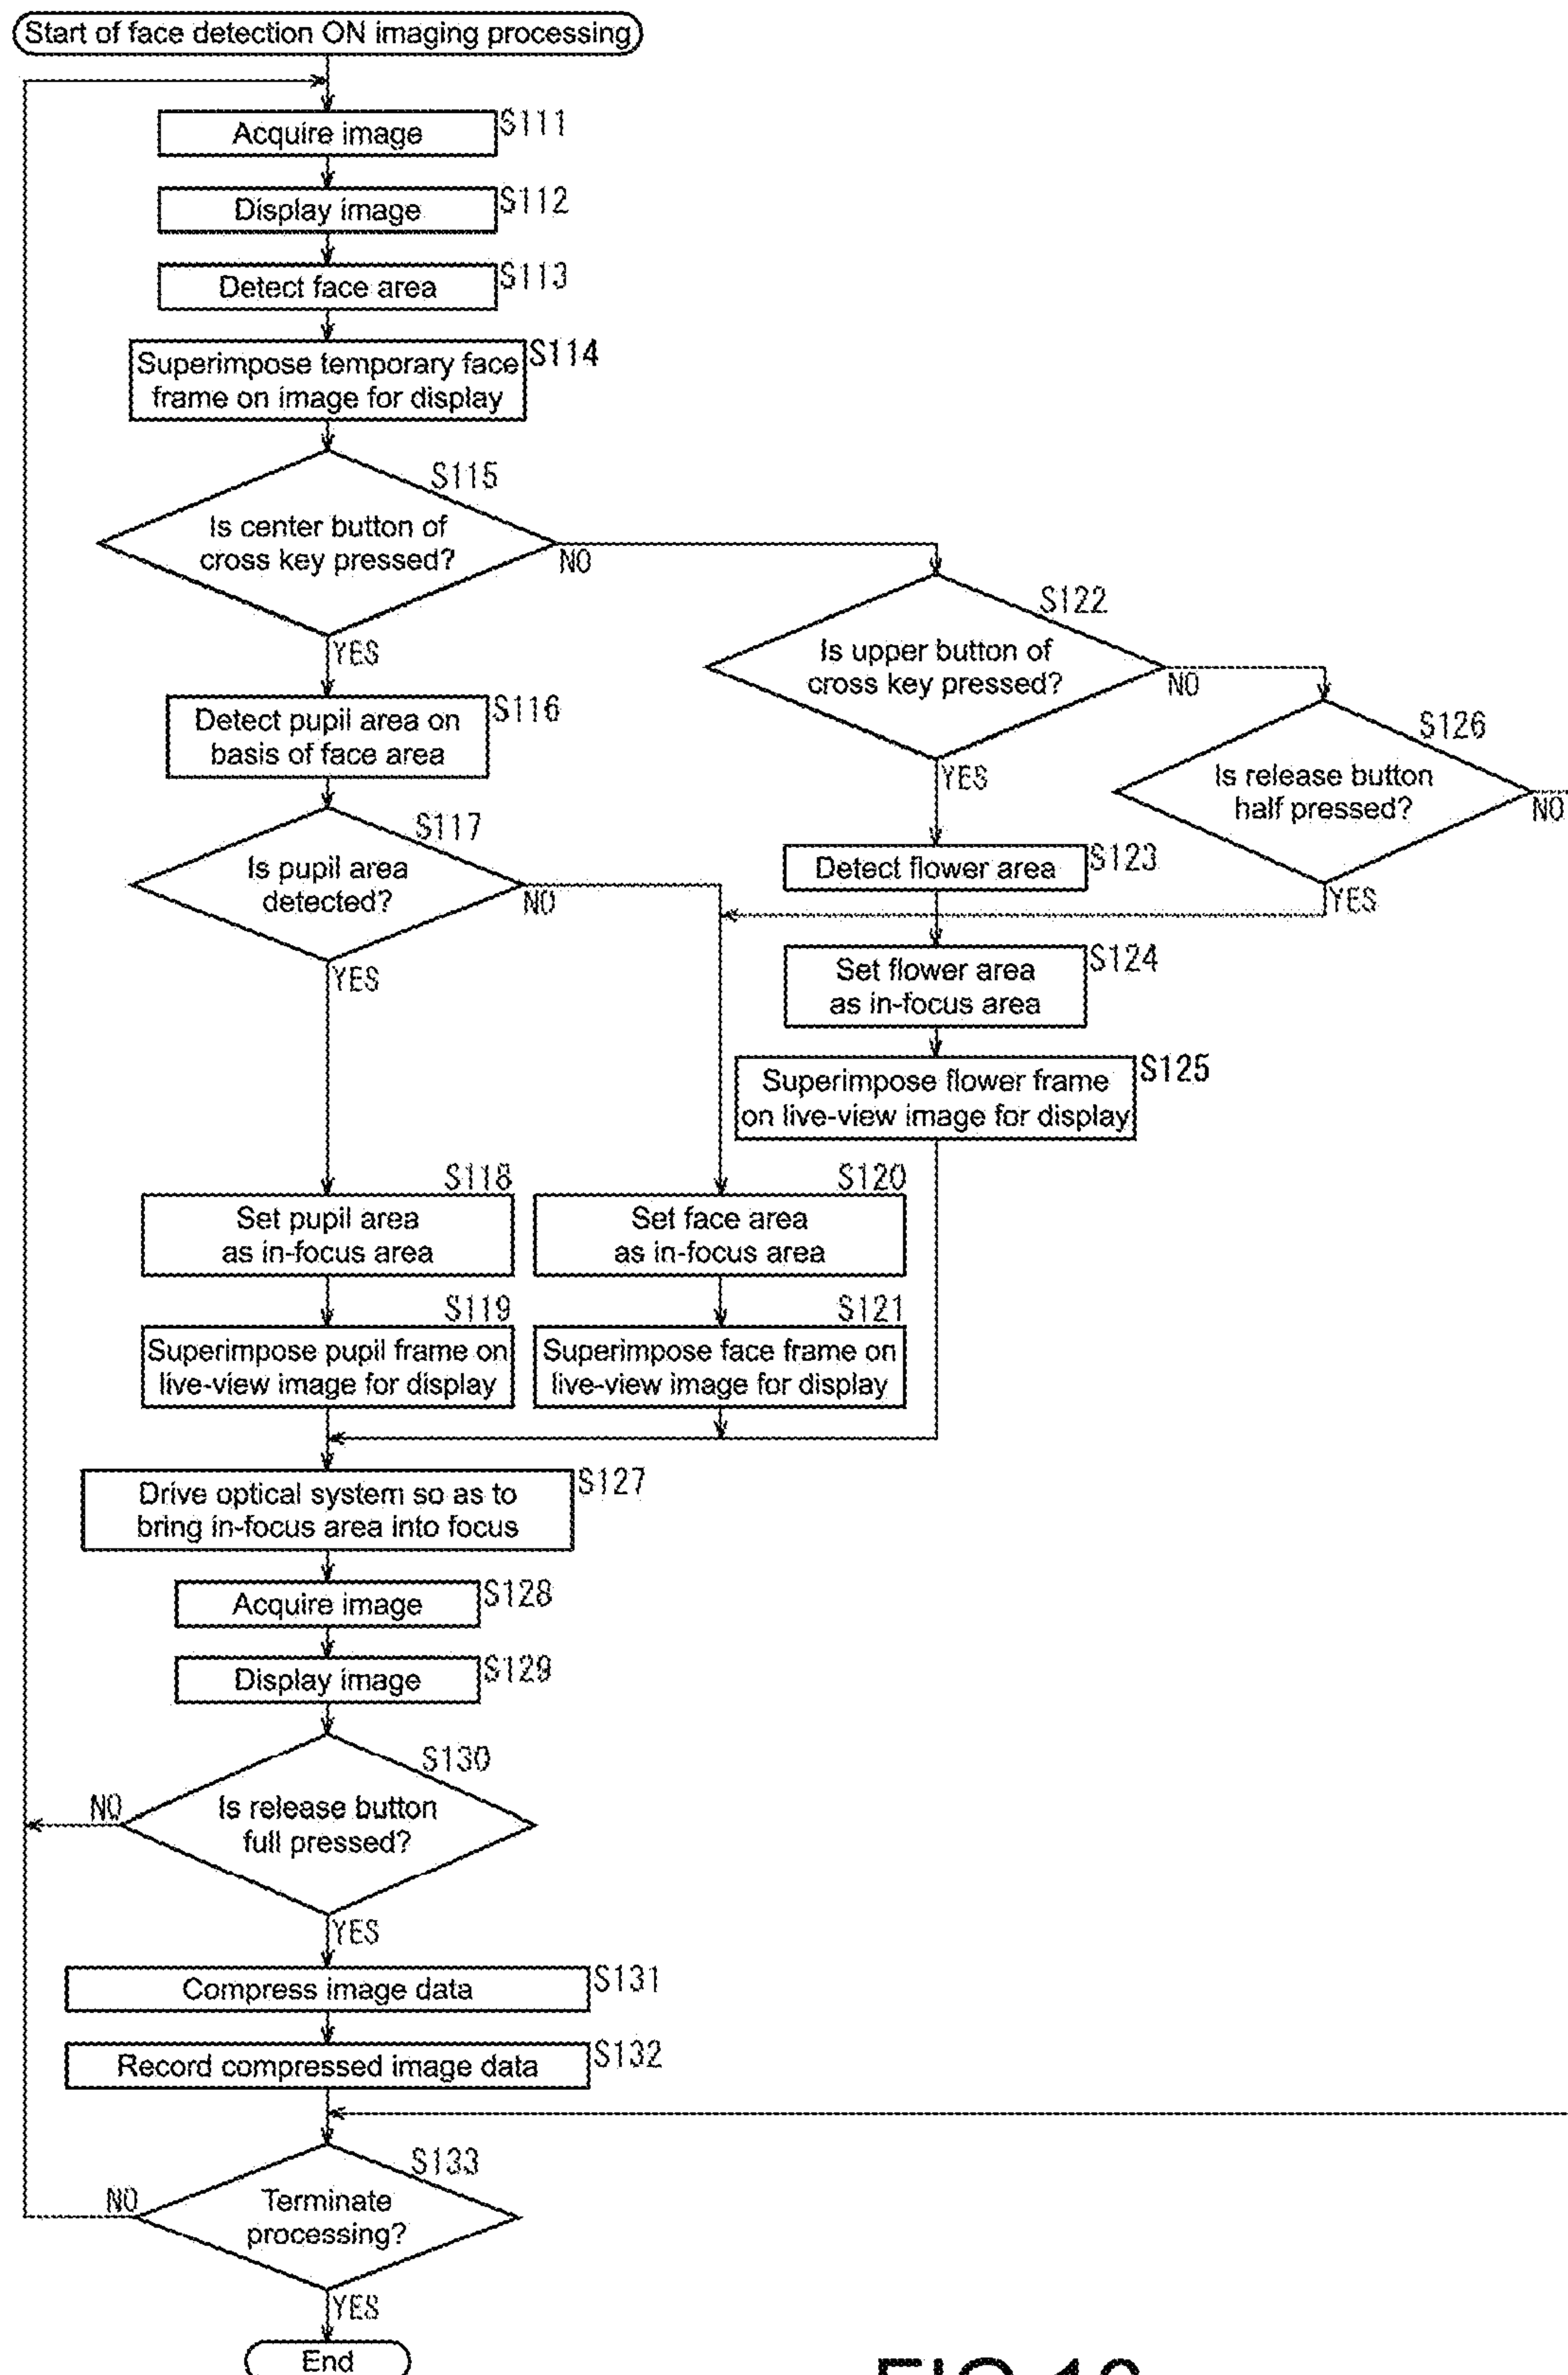 Start of face detection ON imaging processing
S111
Acquire image
S112
Display image
S113
Detect face area
S114
Superimpose temporary face
frame on image for display
S115
Is center button of
cross key pressed?
NO
YES
S122
Is upper button of
cross key pressed?
NO
YES
S126
Is release button
half pressed?
NO
YES
S116
Detect pupil area on
basis of face area
S117
Is pupil area
detected?
NO
YES
S123
Detect flower area
S124
Set flower area
as in-focus area
S125
Superimpose flower frame
on live-view image for display
S118
Set pupil area
as in-focus area
S120
Set face area
as in-focus area
S119
Superimpose pupil frame on
live-view image for display
S121
Superimpose face frame on
live-view image for display
S127
Drive optical system so as to
bring in-focus area into focus
S128
Acquire image
S129
Display image
S130
Is release button
full pressed?
NO
YES
S131
Compress image data
S132
Record compressed image data
S133
Terminate
processing?
NO
YES
End